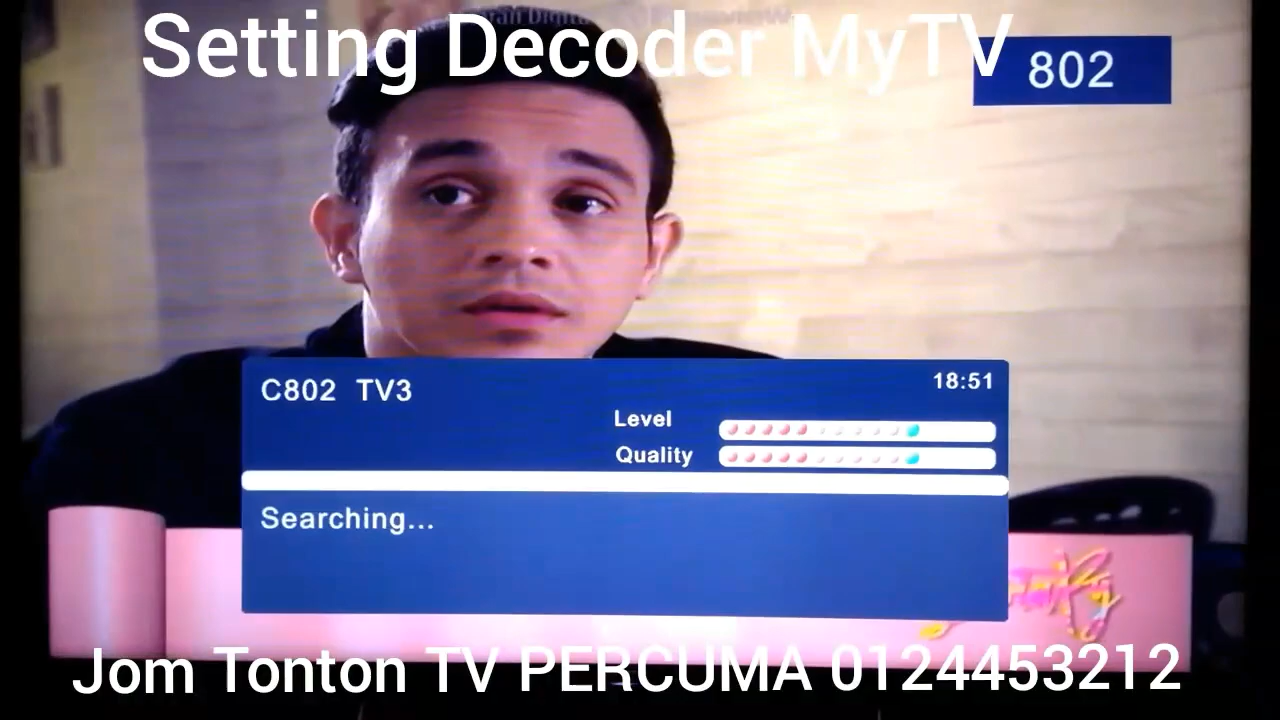 Setting Decoder MyTV
802
C802 TV3
18:51
Level
Quality
Searching...
Jom Tonton TV PERCUMA 0124453212